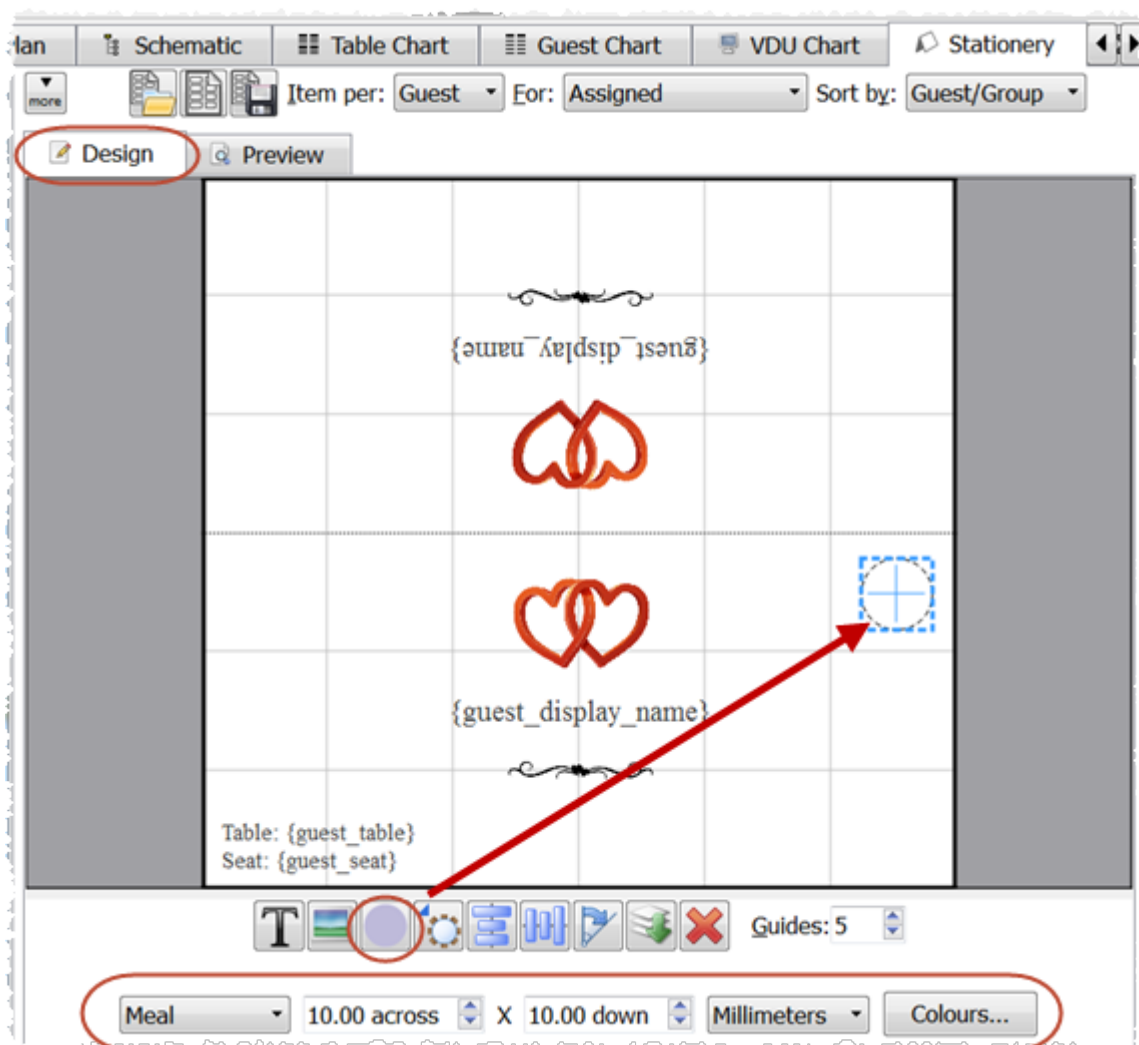 lan Schematic Table Chart Guest Chart VDU Chart Stationery
more Item per: Guest For: Assigned Sort by: Guest/Group
Design Preview
{guest_display_name}
{guest_display_name}
Table: {guest_table}
Seat: {guest_seat}
T Guides: 5
Meal 10.00 across X 10.00 down Millimeters Colours...